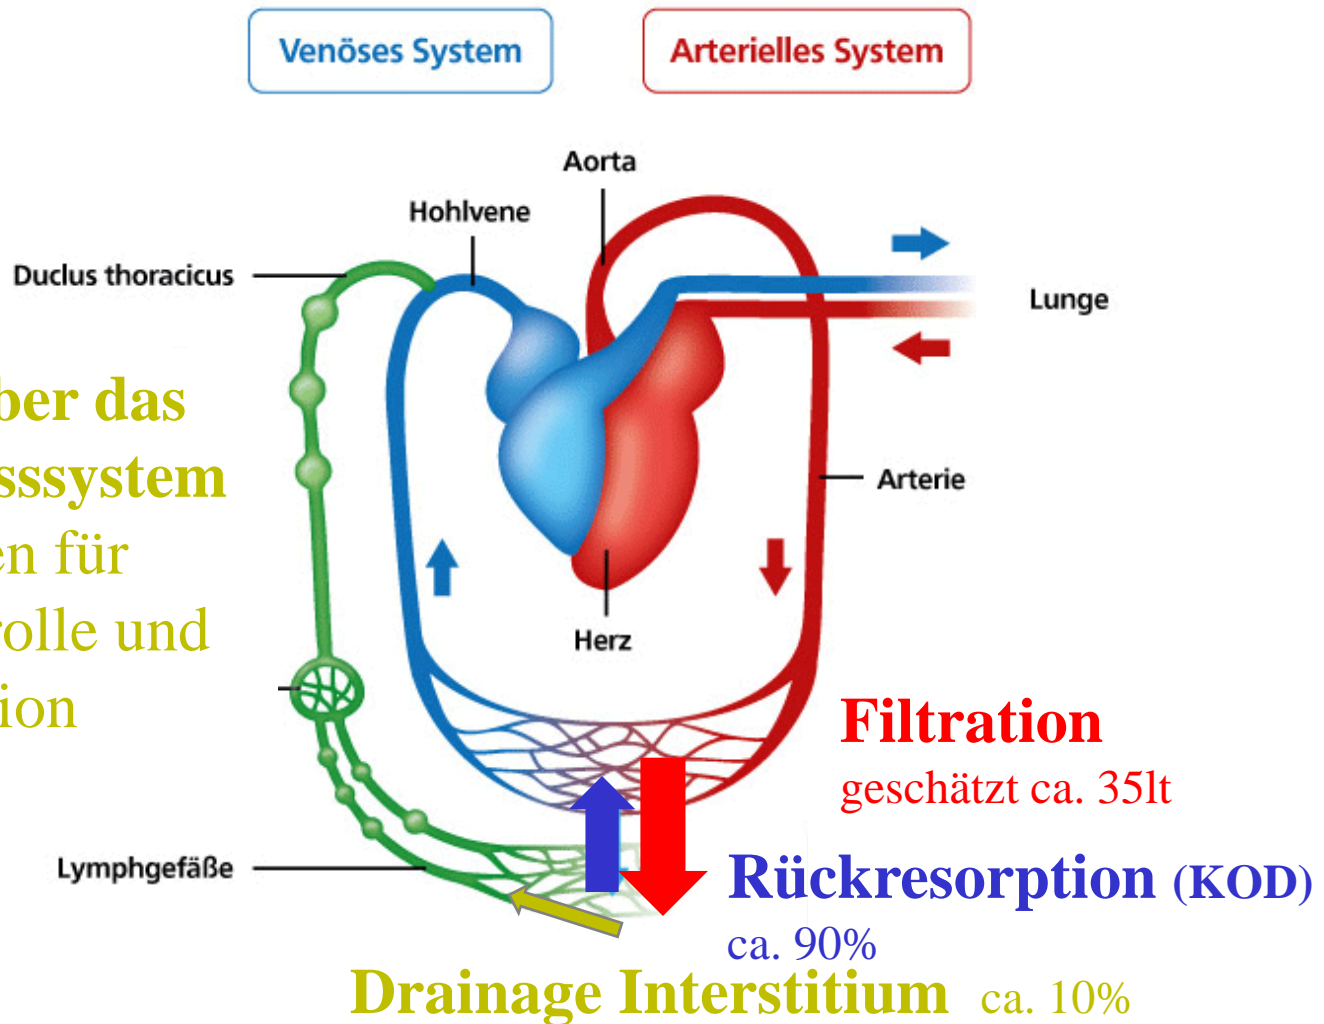 Venöses System
Arterielles System
Aorta
Hohlvene
Duclus thoracicus
Lunge
ber das
sssystem
en für
rolle und
ion
Arterie
Herz
Filtration
geschätzt ca. 35lt
Lymphgefäße
Rückresorption (KOD)
ca. 90%
Drainage Interstitium ca. 10%